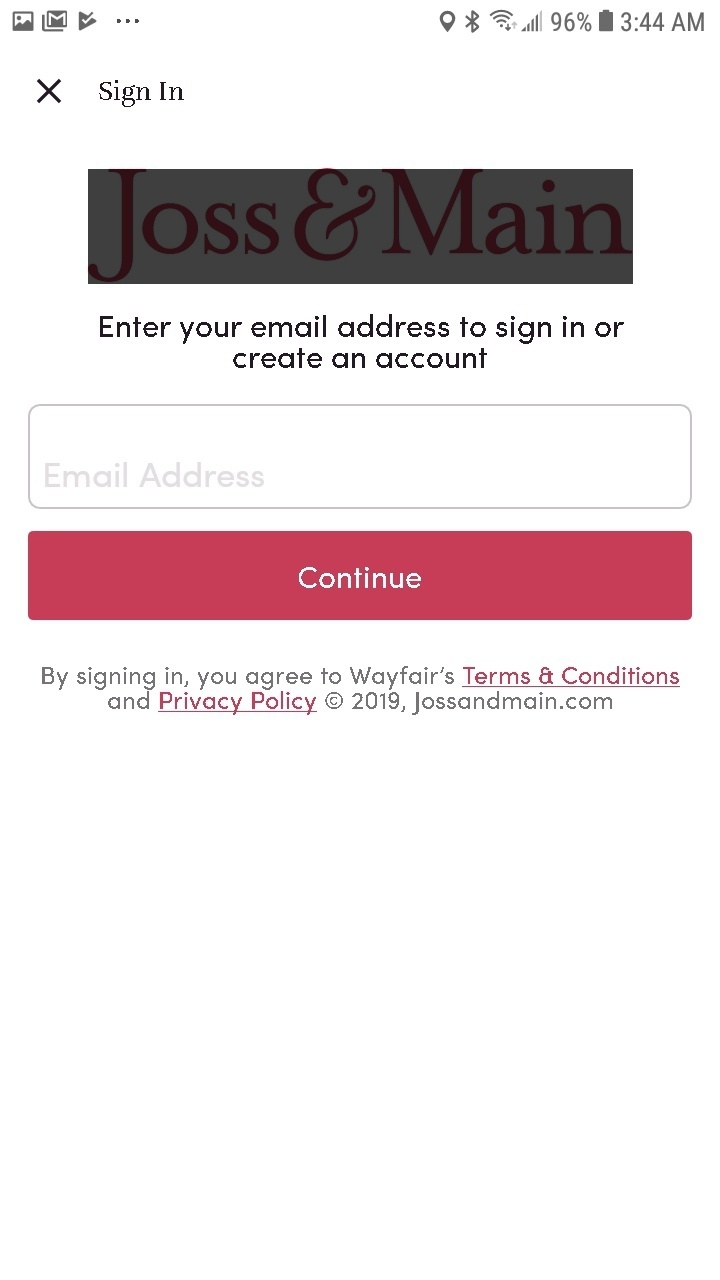 96% 3:44 AM
Sign In
Joss&Main
Enter your email address to sign in or
create an account
Email Address
Continue
By signing in, you agree to Wayfair’s Terms & Conditions
and Privacy Policy © 2019, Jossandmain.com